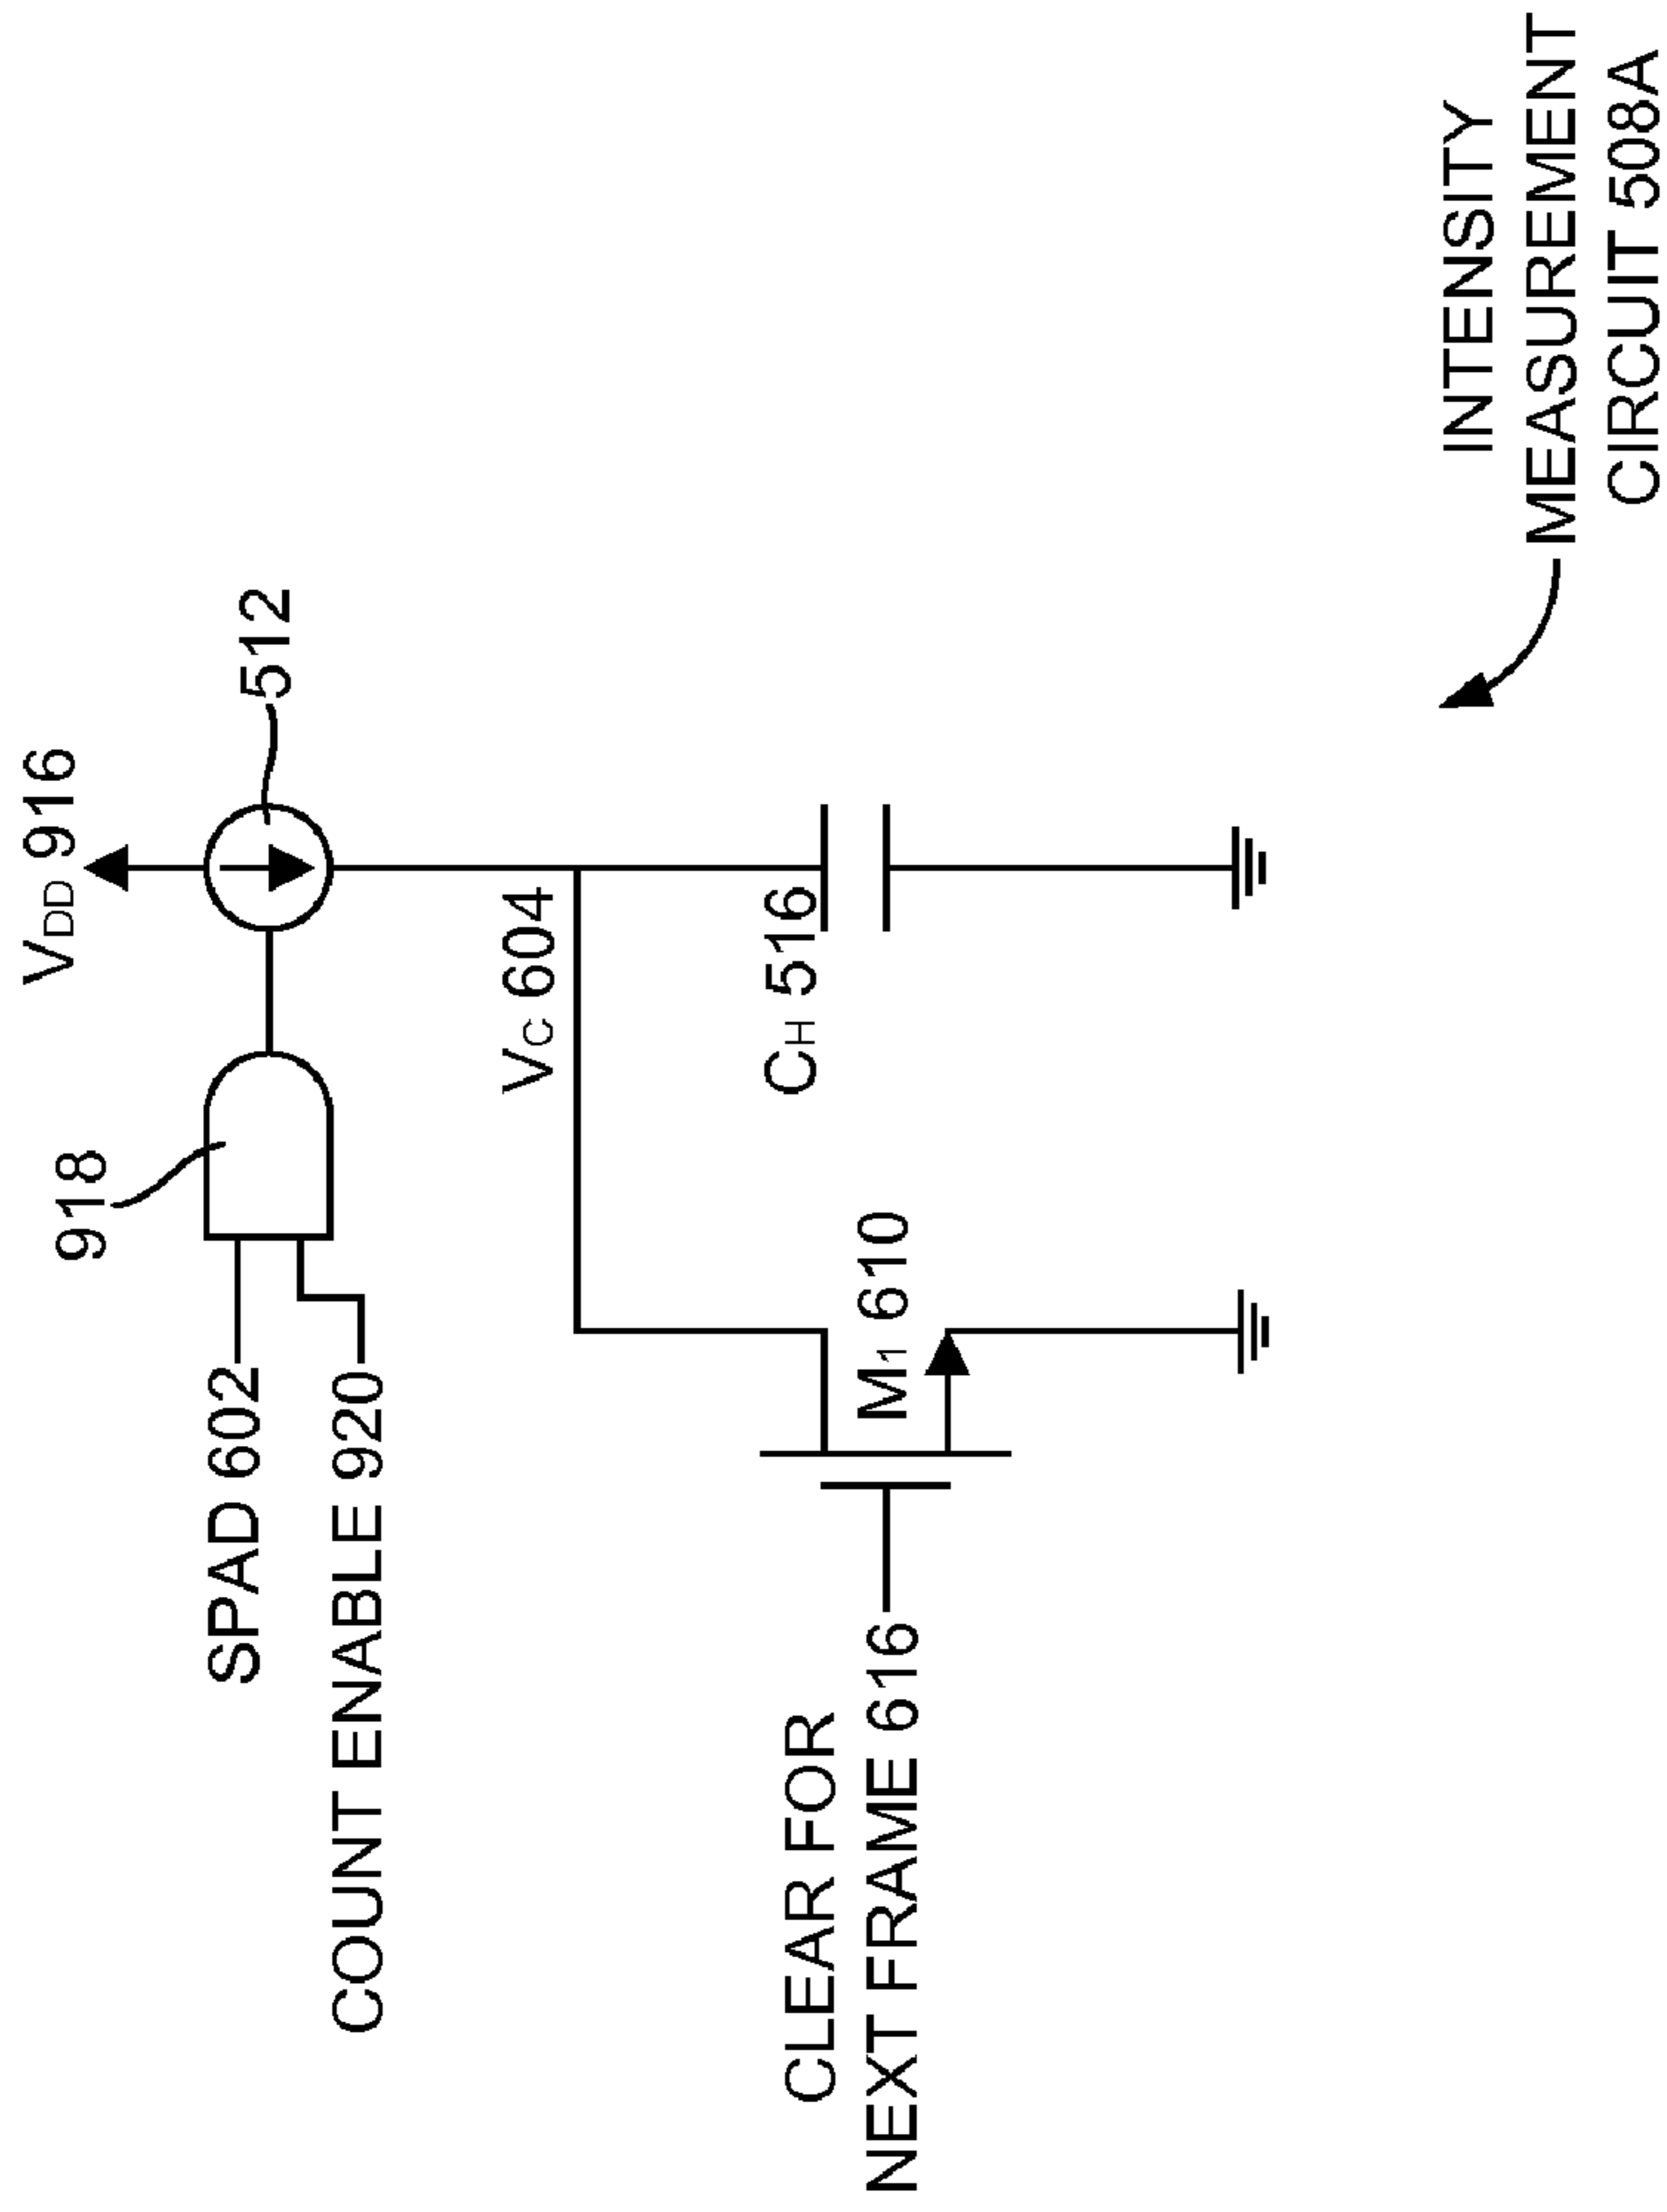 VDD 916
918
512
SPAD 602
COUNT ENABLE 920
VC 604
CH 516
CLEAR FOR
NEXT FRAME 616
M1 610
INTENSITY
MEASUREMENT
CIRCUIT 508A